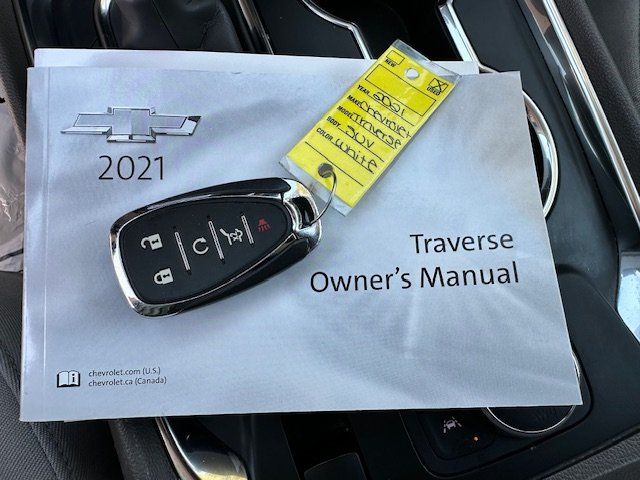 NEW
USED
YEAR 2021
MAKE Chevrolet
MODEL Traverse
BODY SUV
COLOR White
2021
Traverse
Owner's Manual
chevrolet.com (U.S.)
chevrolet.ca (Canada)